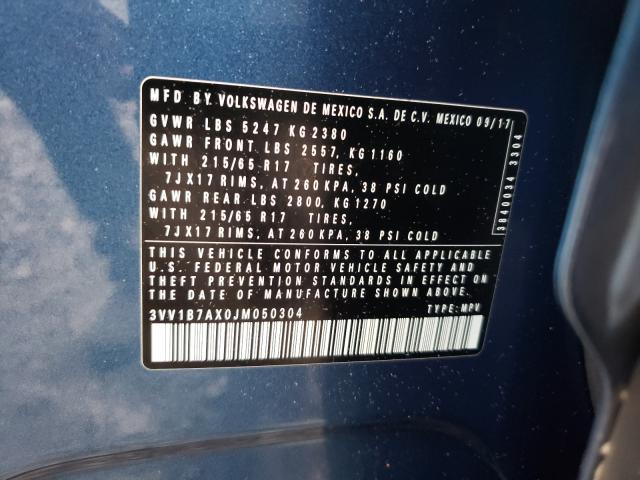 MFD BY VOLKSWAGEN DE MEXICO S.A. DE C.V. MEXICO 09/17
GVWR LBS 5247 KG 2380
GAWR FRONT LBS 2557, KG 1160
WITH 215/65 R17 TIRES,
7JX17 RIMS, AT 260 KPA, 38 PSI COLD
GAWR REAR LBS 2800, KG 1270
WITH 215/65 R17 TIRES,
7JX17 RIMS, AT 260 KPA, 38 PSI COLD
3840034 3304
THIS VEHICLE CONFORMS TO ALL APPLICABLE
U.S. FEDERAL MOTOR VEHICLE SAFETY AND
THEFT PREVENTION STANDARDS IN EFFECT ON
THE DATE OF MANUFACTURE SHOWN ABOVE.
3VV1B7AX0JM050304 TYPE: MPV